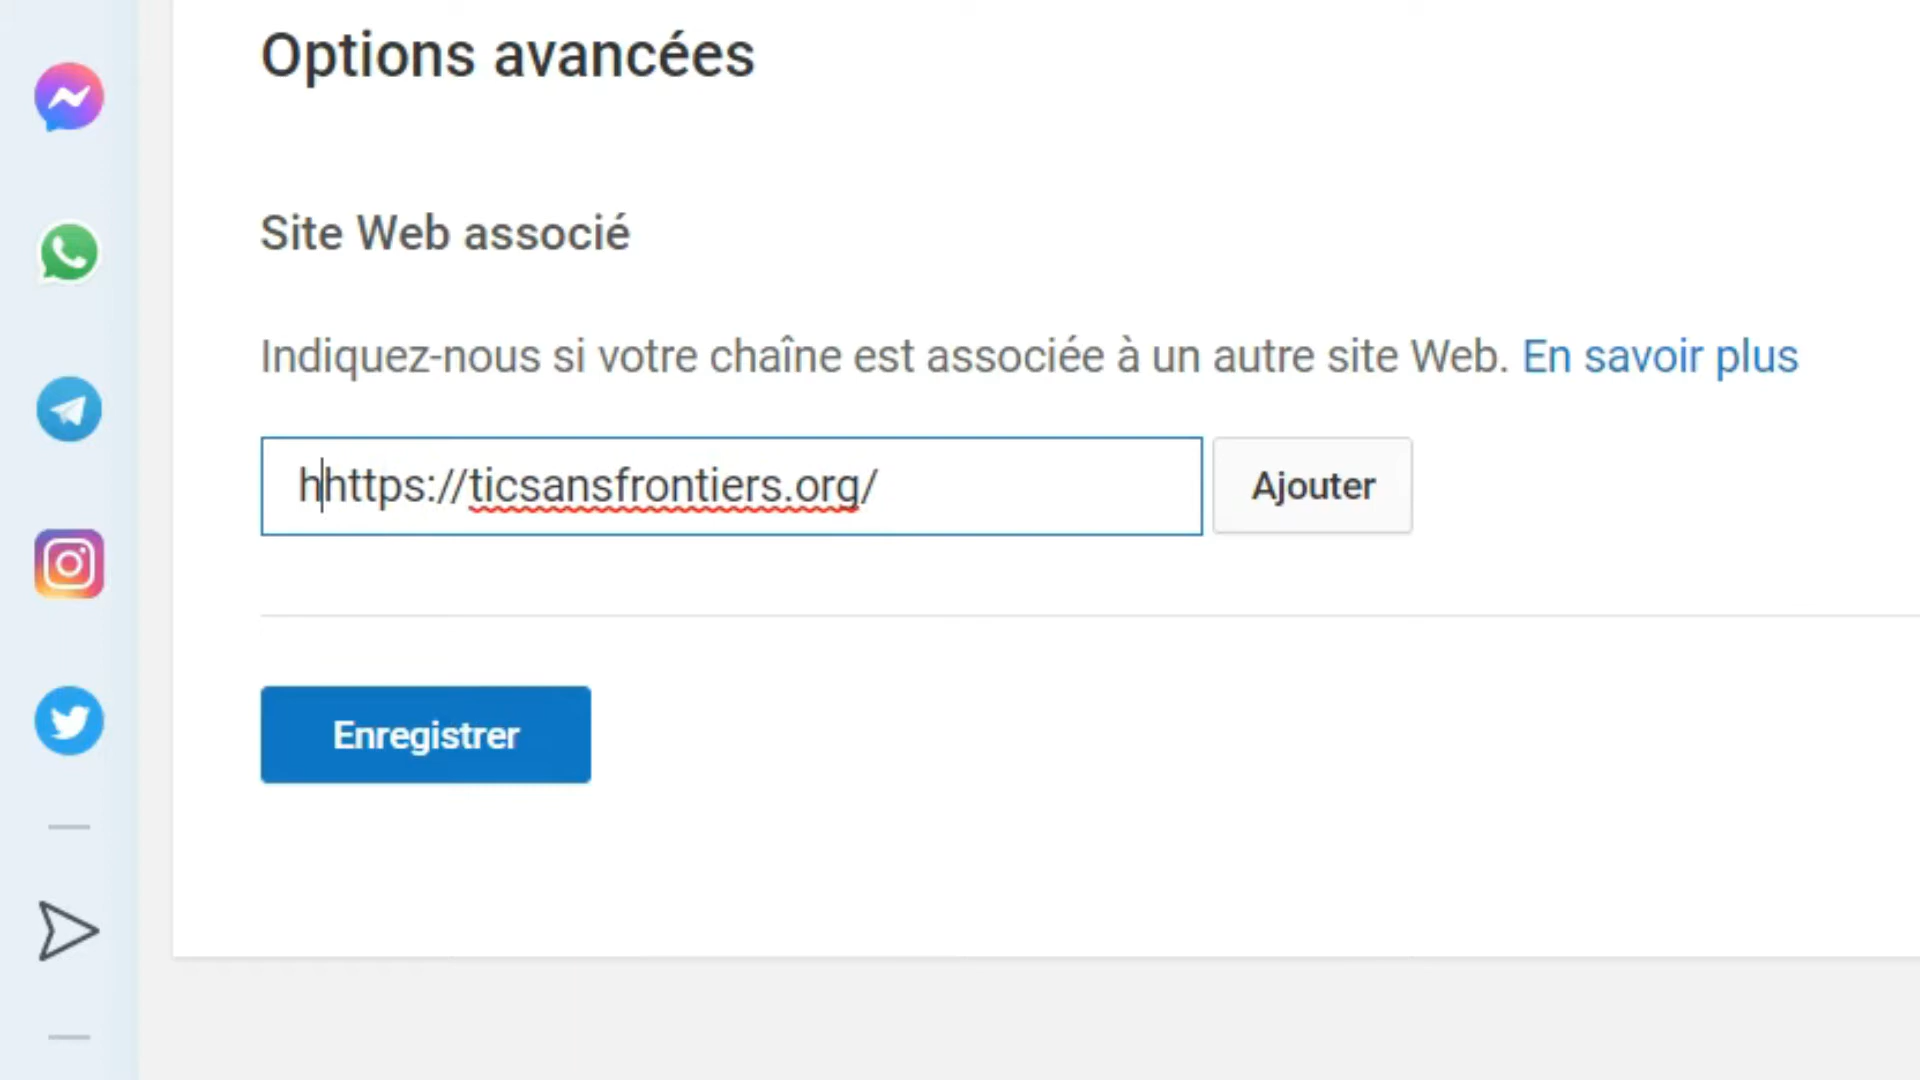 Options avancées
Site Web associé
Indiquez-nous si votre chaîne est associée à un autre site Web. En savoir plus
hhttps://ticsansfrontiers.org/ Ajouter
Enregistrer